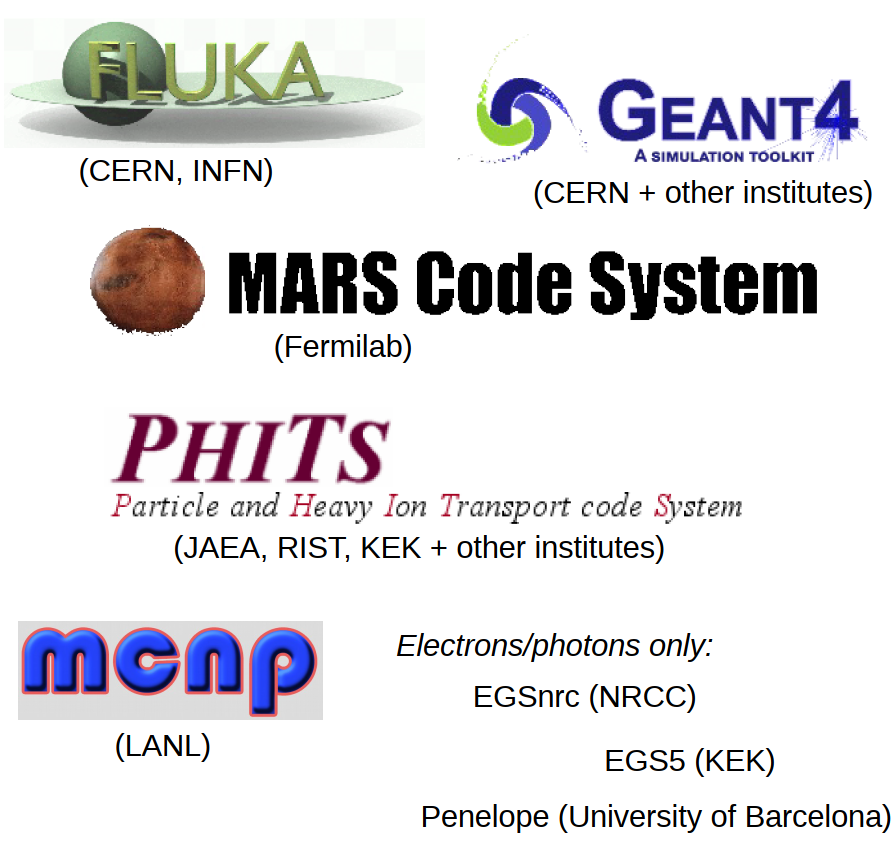 FLUKA
(CERN, INFN)
GEANT4
A SIMULATION TOOLKIT
(CERN + other institutes)
MARS Code System
(Fermilab)
PHITS
Particle and Heavy Ion Transport code System
(JAEA, RIST, KEK + other institutes)
mcnp
(LANL)
Electrons/photons only:
EGSnrc (NRCC)
EGS5 (KEK)
Penelope (University of Barcelona)